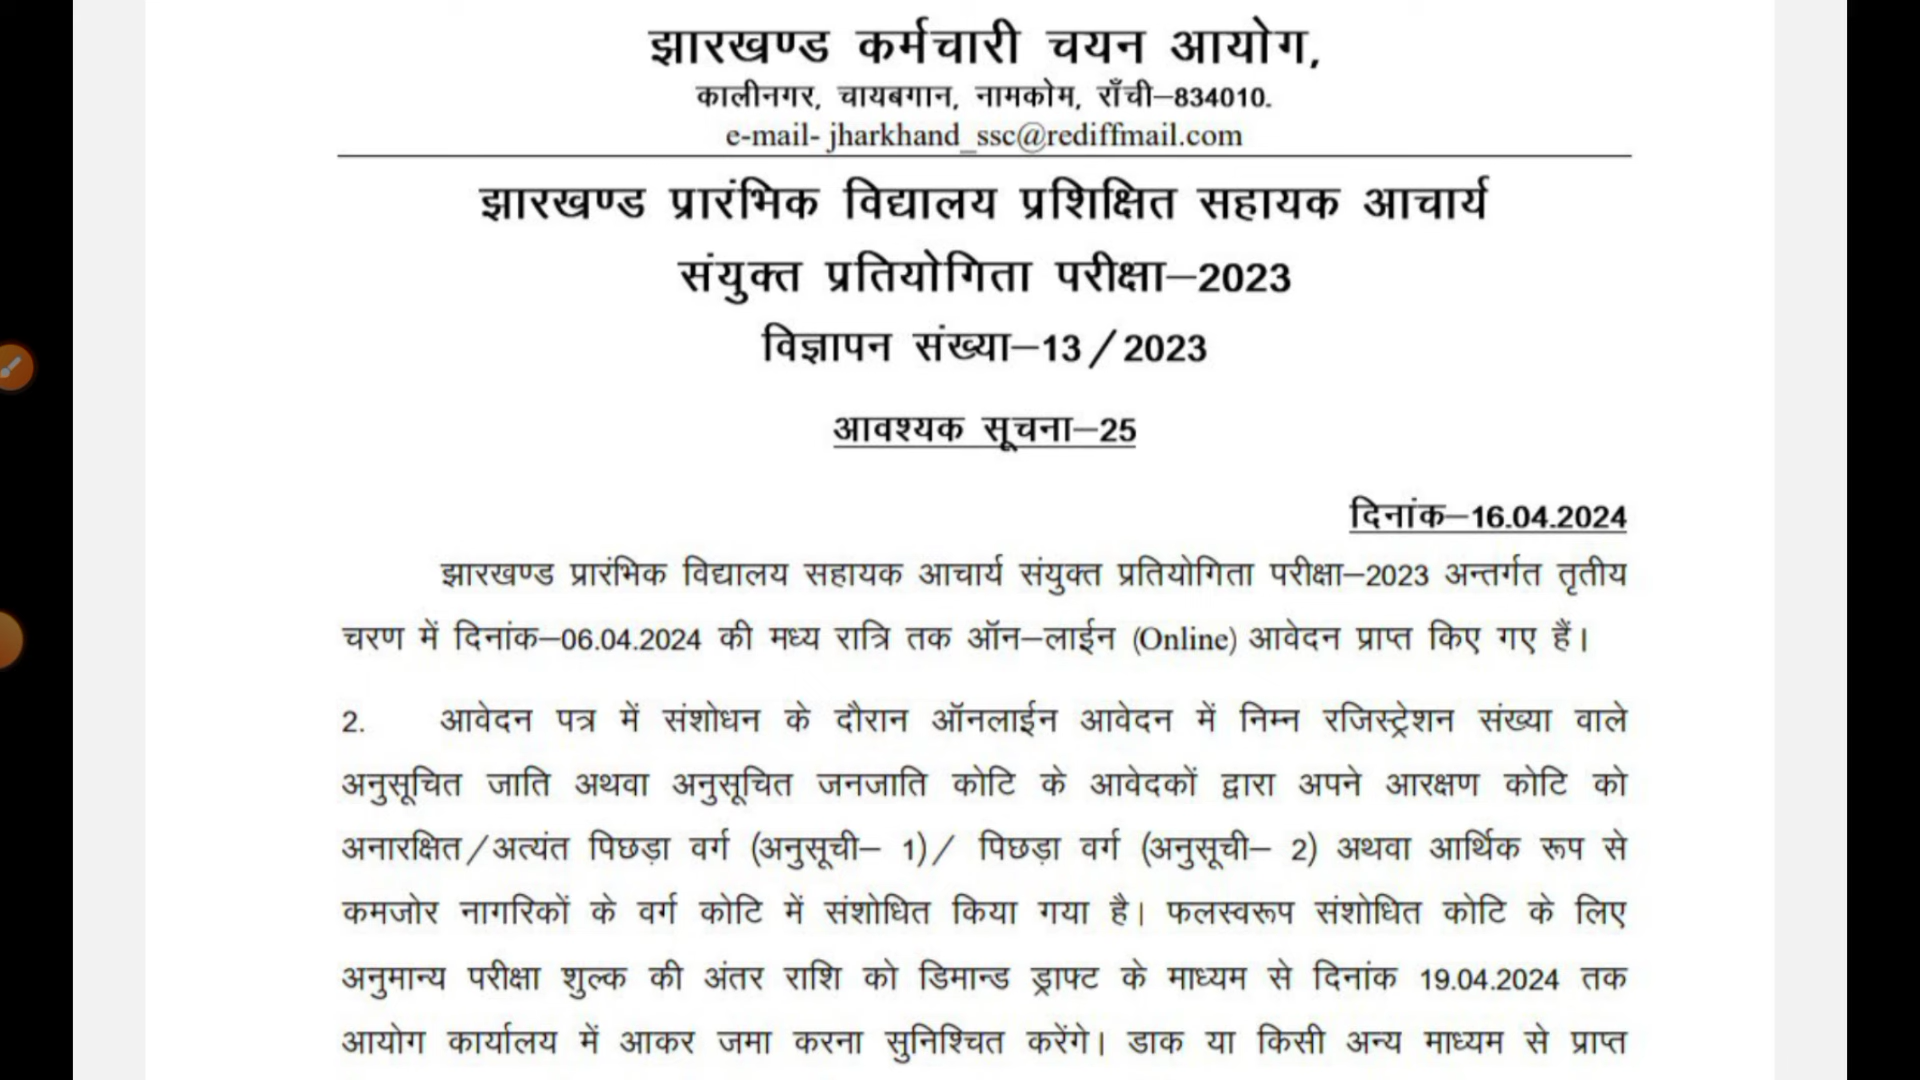 झारखण्ड कर्मचारी चयन आयोग,
कालीनगर, चायबगान, नामकोम, राँची–834010.
e-mail- jharkhand_ssc@rediffmail.com
झारखण्ड प्रारंभिक विद्यालय प्रशिक्षित सहायक आचार्य
संयुक्त प्रतियोगिता परीक्षा–2023
विज्ञापन संख्या–13/2023
आवश्यक सूचना–25
दिनांक–16.04.2024
झारखण्ड प्रारंभिक विद्यालय सहायक आचार्य संयुक्त प्रतियोगिता परीक्षा–2023 अन्तर्गत तृतीय
चरण में दिनांक–06.04.2024 की मध्य रात्रि तक ऑन–लाईन (Online) आवेदन प्राप्त किए गए हैं।
2. आवेदन पत्र में संशोधन के दौरान ऑनलाईन आवेदन में निम्न रजिस्ट्रेशन संख्या वाले
अनुसूचित जाति अथवा अनुसूचित जनजाति कोटि के आवेदकों द्वारा अपने आरक्षण कोटि को
अनारक्षित/अत्यंत पिछड़ा वर्ग (अनुसूची– 1)/ पिछड़ा वर्ग (अनुसूची– 2) अथवा आर्थिक रूप से
कमजोर नागरिकों के वर्ग कोटि में संशोधित किया गया है। फलस्वरूप संशोधित कोटि के लिए
अनुमान्य परीक्षा शुल्क की अंतर राशि को डिमान्ड ड्राफ्ट के माध्यम से दिनांक 19.04.2024 तक
आयोग कार्यालय में आकर जमा करना सुनिश्चित करेंगे। डाक या किसी अन्य माध्यम से प्राप्त